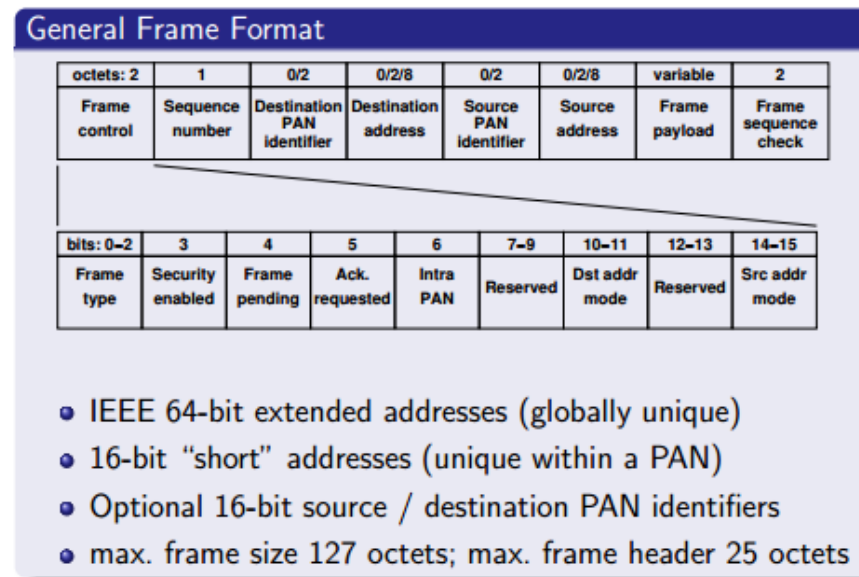 General Frame Format
octets: 2 1 0/2 0/2/8 0/2 0/2/8 variable 2
Frame control Sequence number Destination PAN identifier Destination address Source PAN identifier Source address Frame payload Frame sequence check
bits: 0–2 3 4 5 6 7–9 10–11 12–13 14–15
Frame type Security enabled Frame pending Ack. requested Intra PAN Reserved Dst addr mode Reserved Src addr mode
IEEE 64-bit extended addresses (globally unique)
16-bit “short” addresses (unique within a PAN)
Optional 16-bit source / destination PAN identifiers
max. frame size 127 octets; max. frame header 25 octets